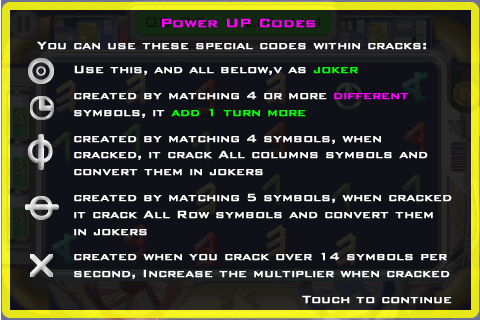 Power UP Codes
You can use these special codes within cracks:
Use this, and all below,v as joker
created by matching 4 or more different
symbols, it add 1 turn more
created by matching 4 symbols, when
cracked, it crack All columns symbols and
convert them in jokers
created by matching 5 symbols, when cracked
it crack All Row symbols and convert them
in jokers
created when you crack over 14 symbols per
second, Increase the multiplier when cracked
Touch to continue